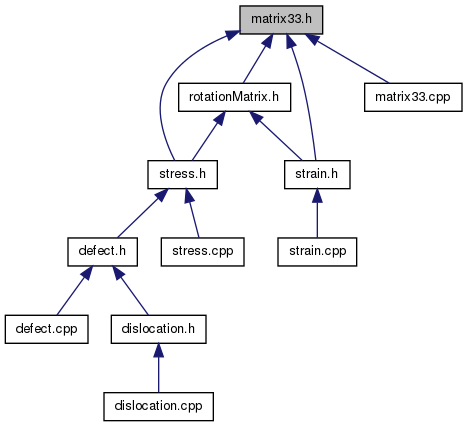 matrix33.h
rotationMatrix.h
matrix33.cpp
stress.h
strain.h
defect.h
stress.cpp
strain.cpp
defect.cpp
dislocation.h
dislocation.cpp